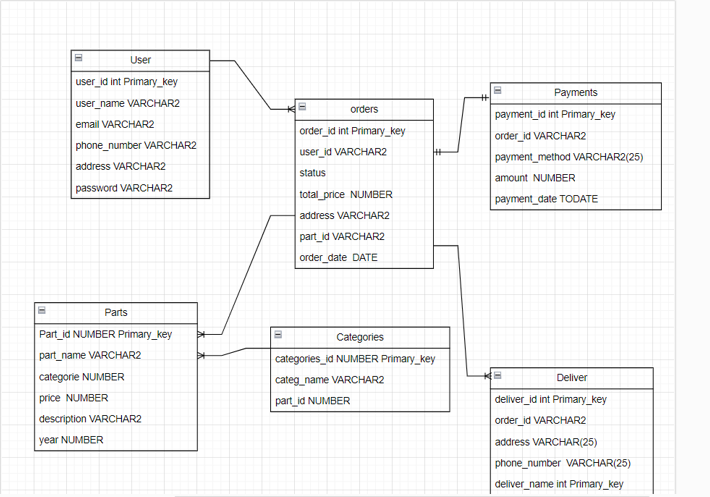 User
user_id int Primary_key
user_name VARCHAR2
email VARCHAR2
phone_number VARCHAR2
address VARCHAR2
password VARCHAR2
orders
order_id int Primary_key
user_id VARCHAR2
status
total_price  NUMBER
address VARCHAR2
part_id VARCHAR2
order_date  DATE
Payments
payment_id int Primary_key
order_id VARCHAR2
payment_method VARCHAR2(25)
amount  NUMBER
payment_date TODATE
Parts
Part_id NUMBER Primary_key
part_name VARCHAR2
categorie NUMBER
price  NUMBER
description VARCHAR2
year NUMBER
Categories
categories_id NUMBER Primary_key
categ_name VARCHAR2
part_id NUMBER
Deliver
deliver_id int Primary_key
order_id VARCHAR2
address VARCHAR(25)
phone_number  VARCHAR(25)
deliver_name int Primary_key